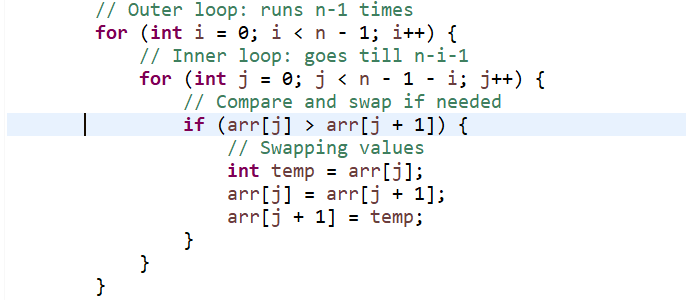 // Outer loop: runs n-1 times
for (int i = 0; i < n - 1; i++) {
// Inner loop: goes till n-i-1
for (int j = 0; j < n - 1 - i; j++) {
// Compare and swap if needed
if (arr[j] > arr[j + 1]) {
// Swapping values
int temp = arr[j];
arr[j] = arr[j + 1];
arr[j + 1] = temp;
}
}
}